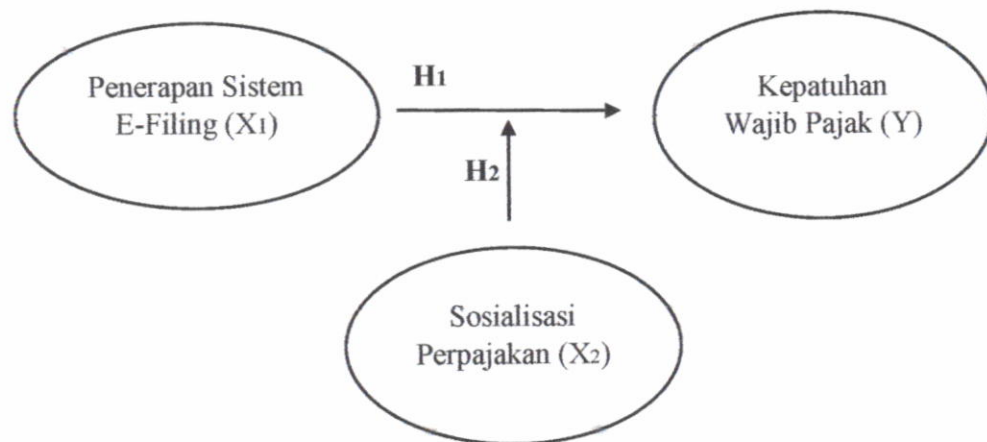 Penerapan Sistem
E-Filing (X1)
H1
Kepatuhan
Wajib Pajak (Y)
H2
Sosialisasi
Perpajakan (X2)